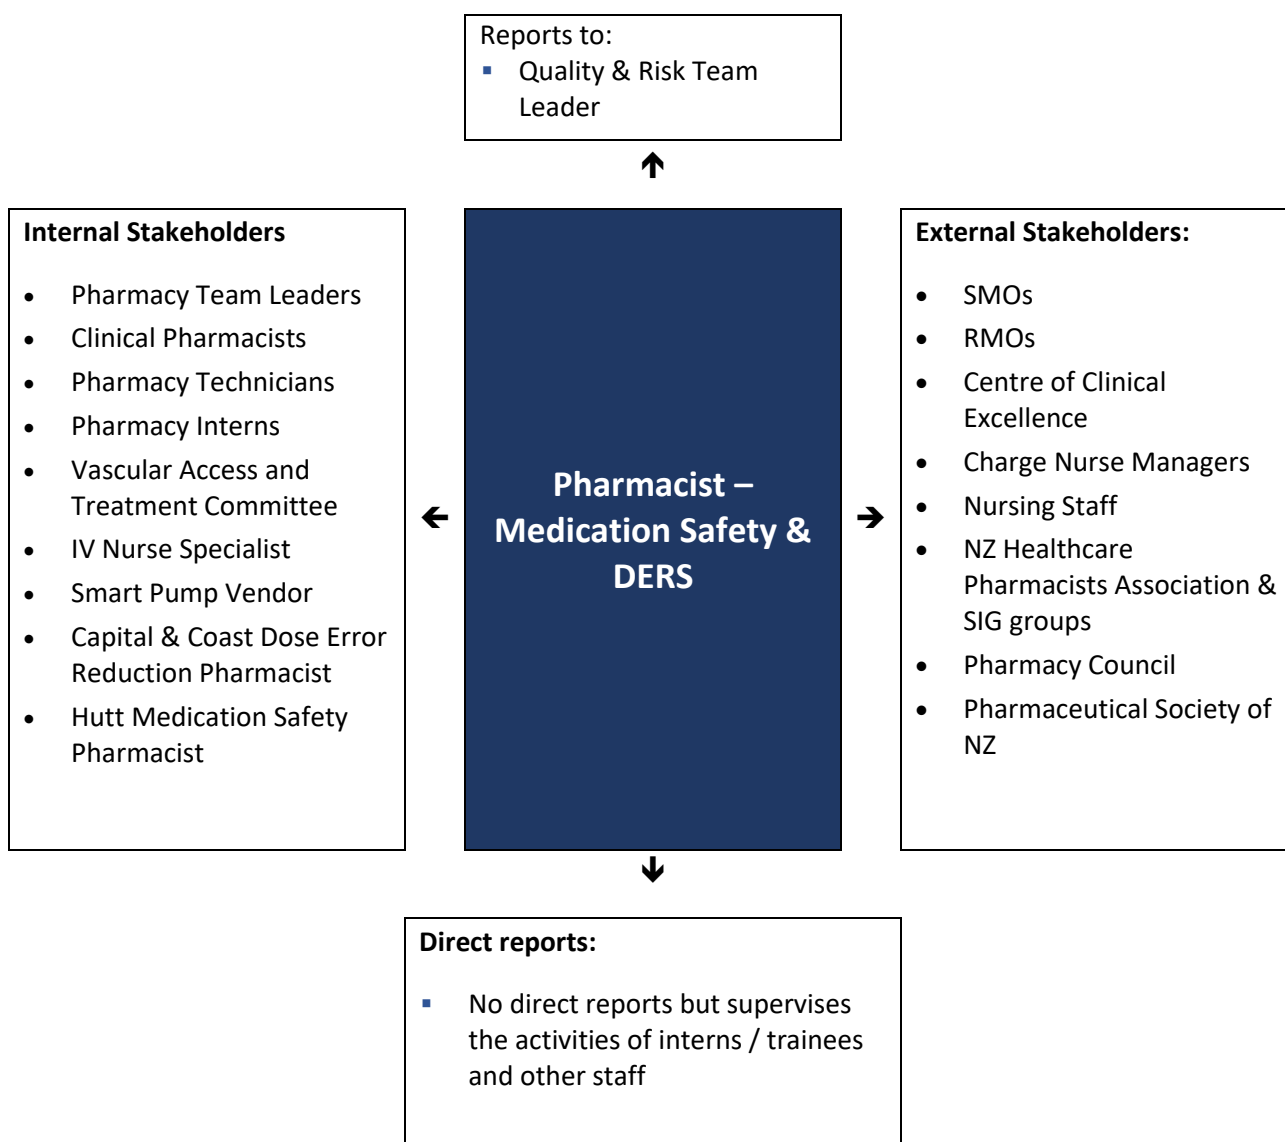 Reports to:
▪ Quality & Risk Team
Leader
Internal Stakeholders
• Pharmacy Team Leaders
• Clinical Pharmacists
• Pharmacy Technicians
• Pharmacy Interns
• Vascular Access and
Treatment Committee
• IV Nurse Specialist
• Smart Pump Vendor
• Capital & Coast Dose Error
Reduction Pharmacist
• Hutt Medication Safety
Pharmacist
Pharmacist –
Medication Safety &
DERS
External Stakeholders:
• SMOs
• RMOs
• Centre of Clinical
Excellence
• Charge Nurse Managers
• Nursing Staff
• NZ Healthcare
Pharmacists Association &
SIG groups
• Pharmacy Council
• Pharmaceutical Society of
NZ
Direct reports:
▪ No direct reports but supervises
the activities of interns / trainees
and other staff